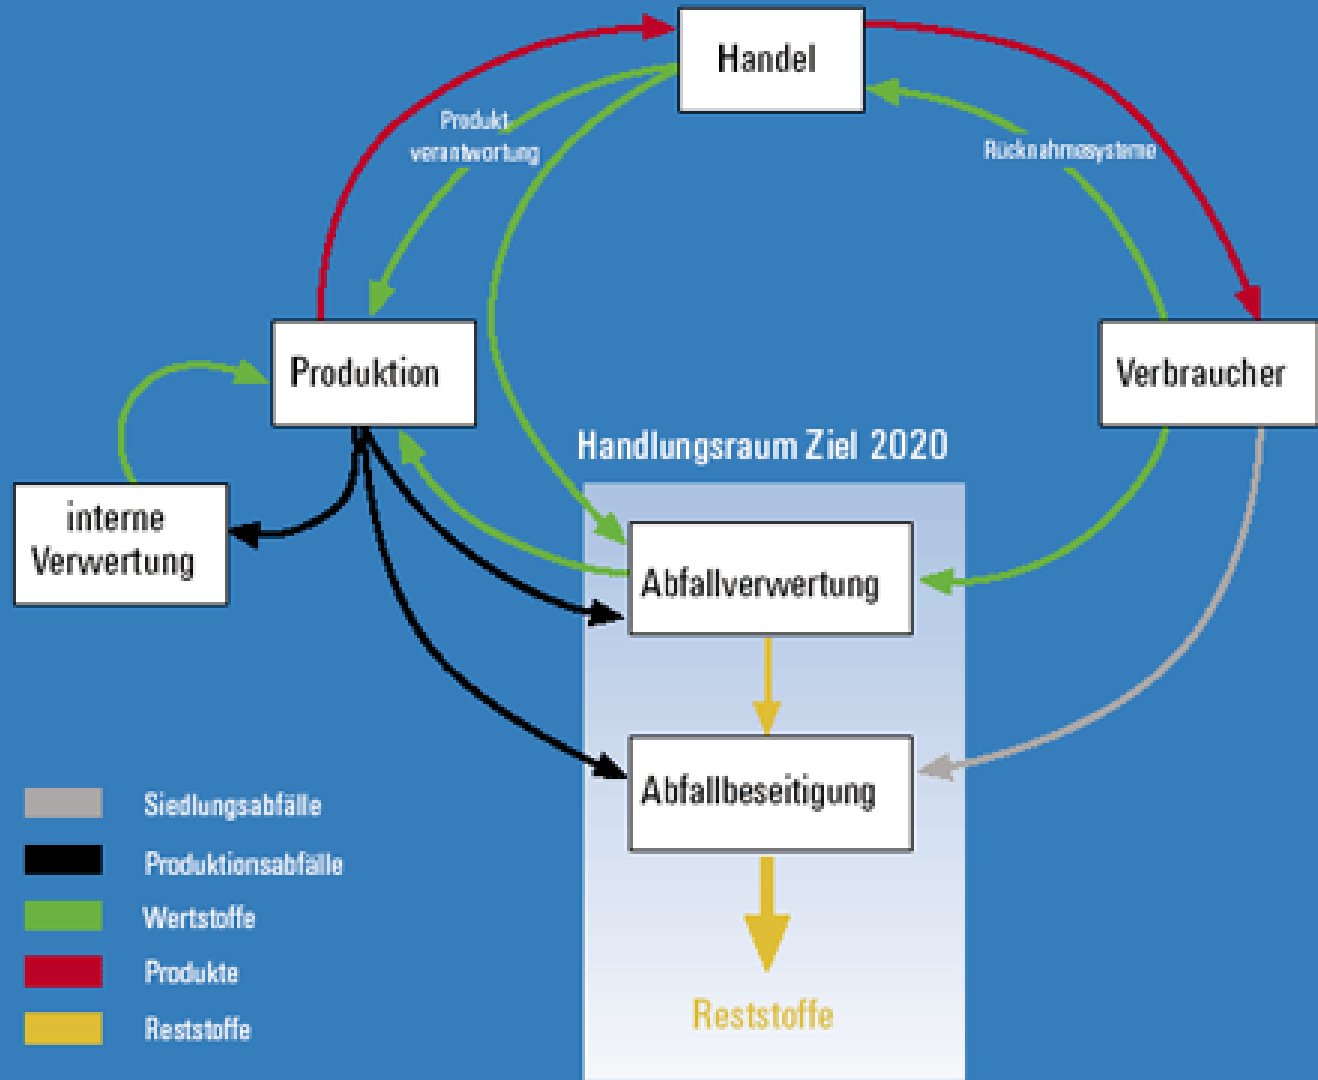 Handel
Produkt-
verantwortung
Rücknahmesysteme
Produktion
Verbraucher
Handlungsraum Ziel 2020
interne
Verwertung
Abfallverwertung
Abfallbeseitigung
Siedlungsabfälle
Produktionsabfälle
Wertstoffe
Produkte
Reststoffe
Reststoffe